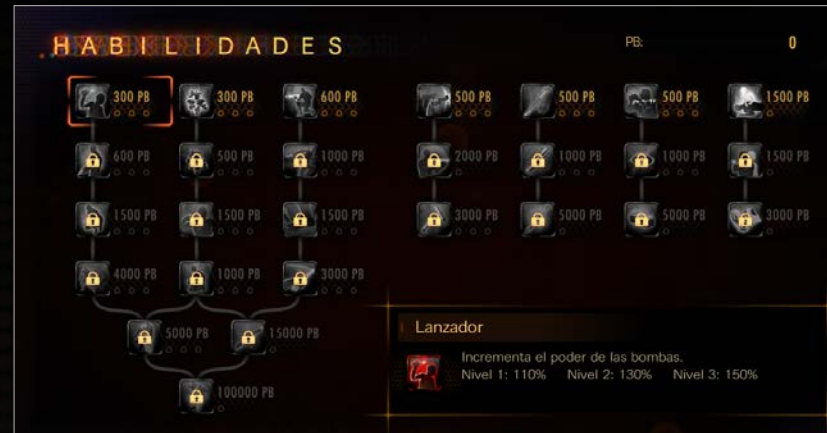 HABILIDADES
PB: 0
300 PB 300 PB 600 PB 500 PB 500 PB 500 PB 1500 PB
600 PB 500 PB 1000 PB 2000 PB 1000 PB 1000 PB 1500 PB
1500 PB 1500 PB 1500 PB 3000 PB 5000 PB 5000 PB 3000 PB
4000 PB 1000 PB 3000 PB
5000 PB 15000 PB
100000 PB
Lanzador
Incrementa el poder de las bombas.
Nivel 1: 110% Nivel 2: 130% Nivel 3: 150%